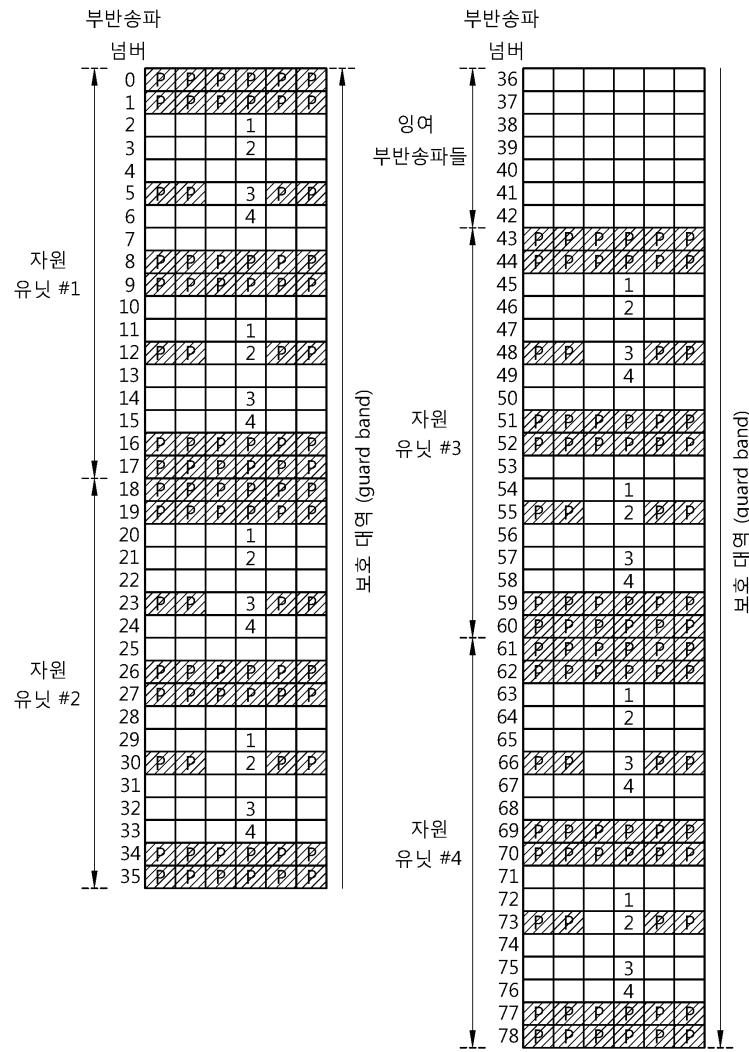 부반송파
넘버
0 P P P P P P
1 P P P P P P
2 1
3 2
4
5 P P 3 P P
6 4
7
8 P P P P P P
9 P P P P P P
10
11 1
12 P P 2 P P
13
14 3
15 4
16 P P P P P P
17 P P P P P P
18 P P P P P P
19 P P P P P P
20 1
21 2
22
23 P P 3 P P
24 4
25
26 P P P P P P
27 P P P P P P
28
29 1
30 P P 2 P P
31
32 3
33 4
34 P P P P P P
35 P P P P P P
자원
유닛 #1
자원
유닛 #2
보호 대역 (guard band)
부반송파
넘버
36
37
38
39
40
41
42
43 P P P P P P
44 P P P P P P
45 1
46 2
47
48 P P 3 P P
49 4
50
51 P P P P P P
52 P P P P P P
53
54 1
55 P P 2 P P
56
57 3
58 4
59 P P P P P P
60 P P P P P P
61 P P P P P P
62 P P P P P P
63 1
64 2
65
66 P P 3 P P
67 4
68
69 P P P P P P
70 P P P P P P
71
72 1
73 P P 2 P P
74
75 3
76 4
77 P P P P P P
78 P P P P P P
잉여
부반송파들
자원
유닛 #3
자원
유닛 #4
보호 대역 (guard band)